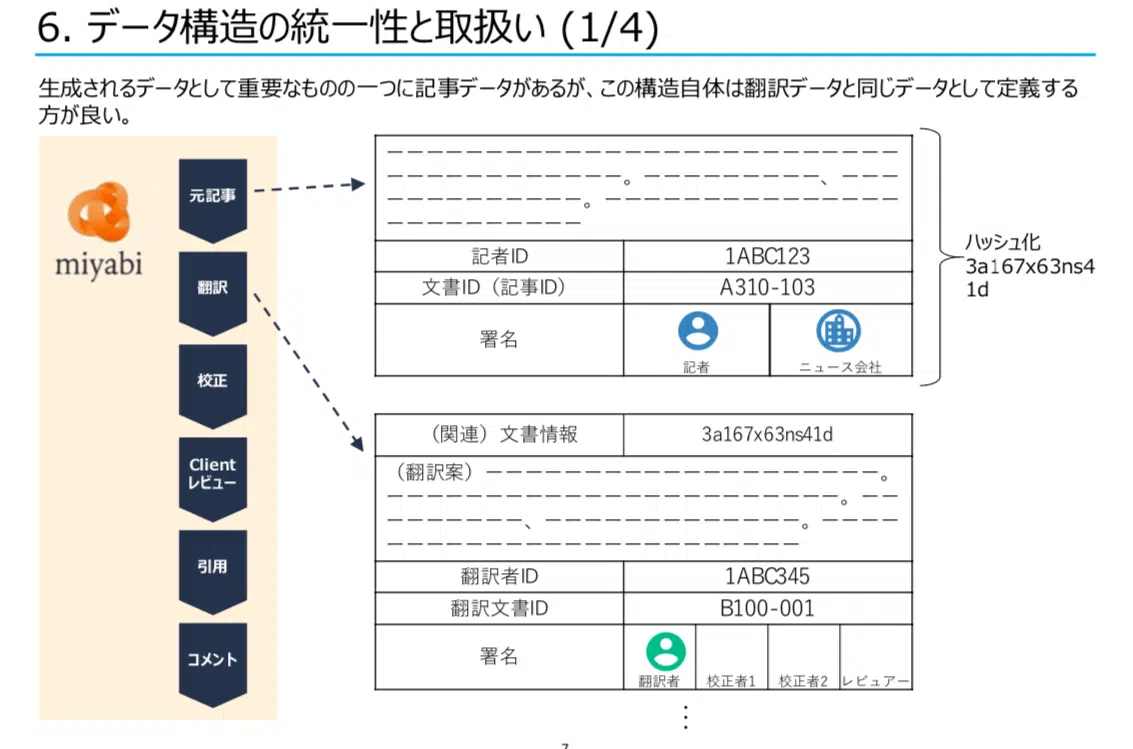 6. データ構造の統一性と取扱い (1/4)
生成されるデータとして重要なものの一つに記事データがあるが、この構造自体は翻訳データと同じデータとして定義する
方が良い。
miyabi
元記事
翻訳
校正
Client
レビュー
引用
コメント
記者ID
1ABC123
文書ID（記事ID）
A310-103
署名
記者
ニュース会社
ハッシュ化
3a167x63ns4
1d
（関連）文書情報
3a167x63ns41d
（翻訳案）
翻訳者ID
1ABC345
翻訳文書ID
B100-001
署名
翻訳者
校正者1
校正者2
レビュアー